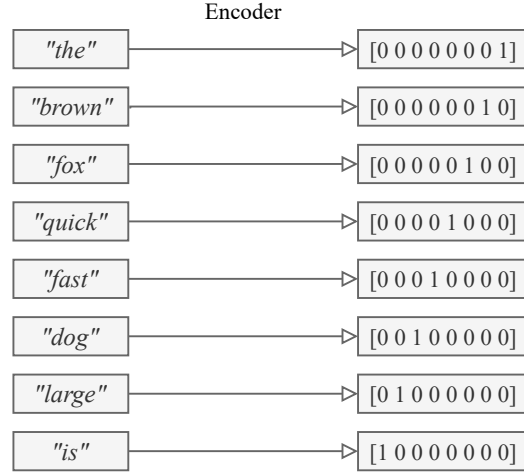 Encoder
"the" [0 0 0 0 0 0 0 1]
"brown" [0 0 0 0 0 0 1 0]
"fox" [0 0 0 0 0 1 0 0]
"quick" [0 0 0 0 1 0 0 0]
"fast" [0 0 0 1 0 0 0 0]
"dog" [0 0 1 0 0 0 0 0]
"large" [0 1 0 0 0 0 0 0]
"is" [1 0 0 0 0 0 0 0]